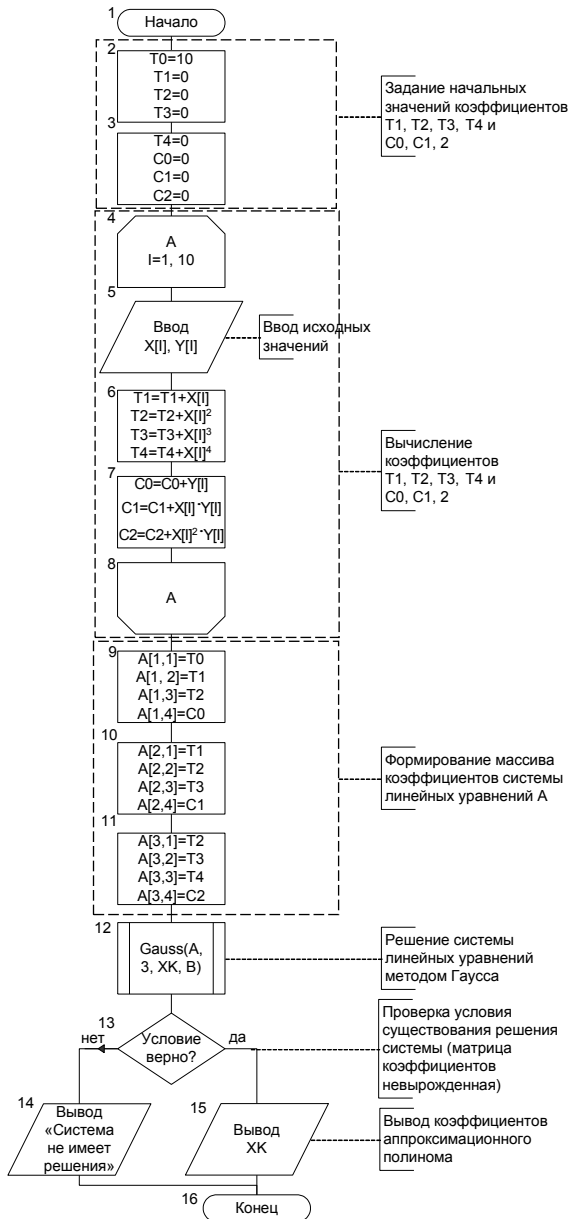 1
Начало
2
T0=10
T1=0
T2=0
T3=0
Задание начальных
значений коэффициентов
T1, T2, T3, T4 и
C0, C1, 2
3
T4=0
C0=0
C1=0
C2=0
4
A
I=1, 10
5
Ввод
X[I], Y[I]
Ввод исходных
значений
6
T1=T1+X[I]
T2=T2+X[I]²
T3=T3+X[I]³
T4=T4+X[I]⁴
Вычисление
коэффициентов
T1, T2, T3, T4 и
C0, C1, 2
7
C0=C0+Y[I]
C1=C1+X[I]·Y[I]
C2=C2+X[I]²·Y[I]
8
A
9
A[1,1]=T0
A[1, 2]=T1
A[1,3]=T2
A[1,4]=C0
10
A[2,1]=T1
A[2,2]=T2
A[2,3]=T3
A[2,4]=C1
Формирование массива
коэффициентов системы
линейных уравнений А
11
A[3,1]=T2
A[3,2]=T3
A[3,3]=T4
A[3,4]=C2
12
Gauss(A,
3, XK, B)
Решение системы
линейных уравнений
методом Гаусса
13
Условие
верно?
нет
да
Проверка условия
существования решения
системы (матрица
коэффициентов
невырожденная)
14
Вывод
«Система
не имеет
решения»
15
Вывод
XK
Вывод коэффициентов
аппроксимационного
полинома
16
Конец